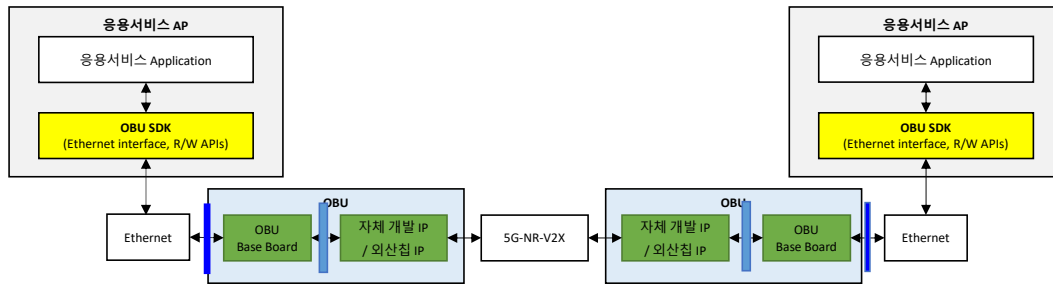 응용서비스 AP
응용서비스 Application
OBU SDK
(Ethernet interface, R/W APIs)
응용서비스 AP
응용서비스 Application
OBU SDK
(Ethernet interface, R/W APIs)
Ethernet
OBU
OBU
Base Board
자체 개발 IP
/ 외산칩 IP
5G-NR-V2X
OBU
자체 개발 IP
/ 외산칩 IP
OBU
Base Board
Ethernet